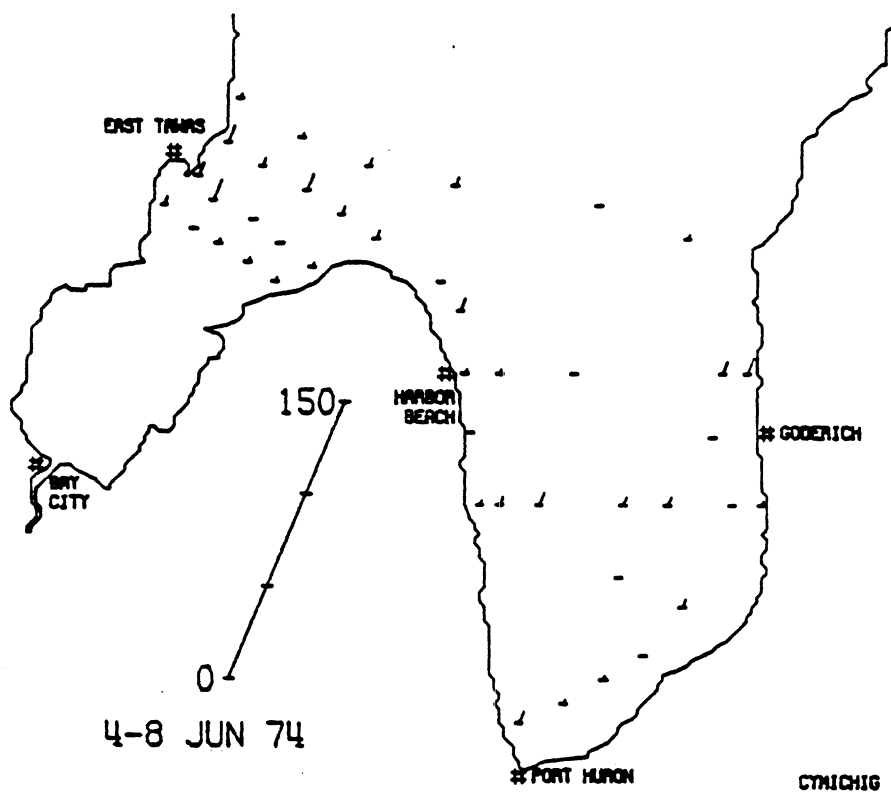 EAST TAWAS
#
150
#
HARBOR
BEACH
# GODERICH
#
BAY
CITY
0
4-8 JUN 74
# PORT HURON
CYMICHIG